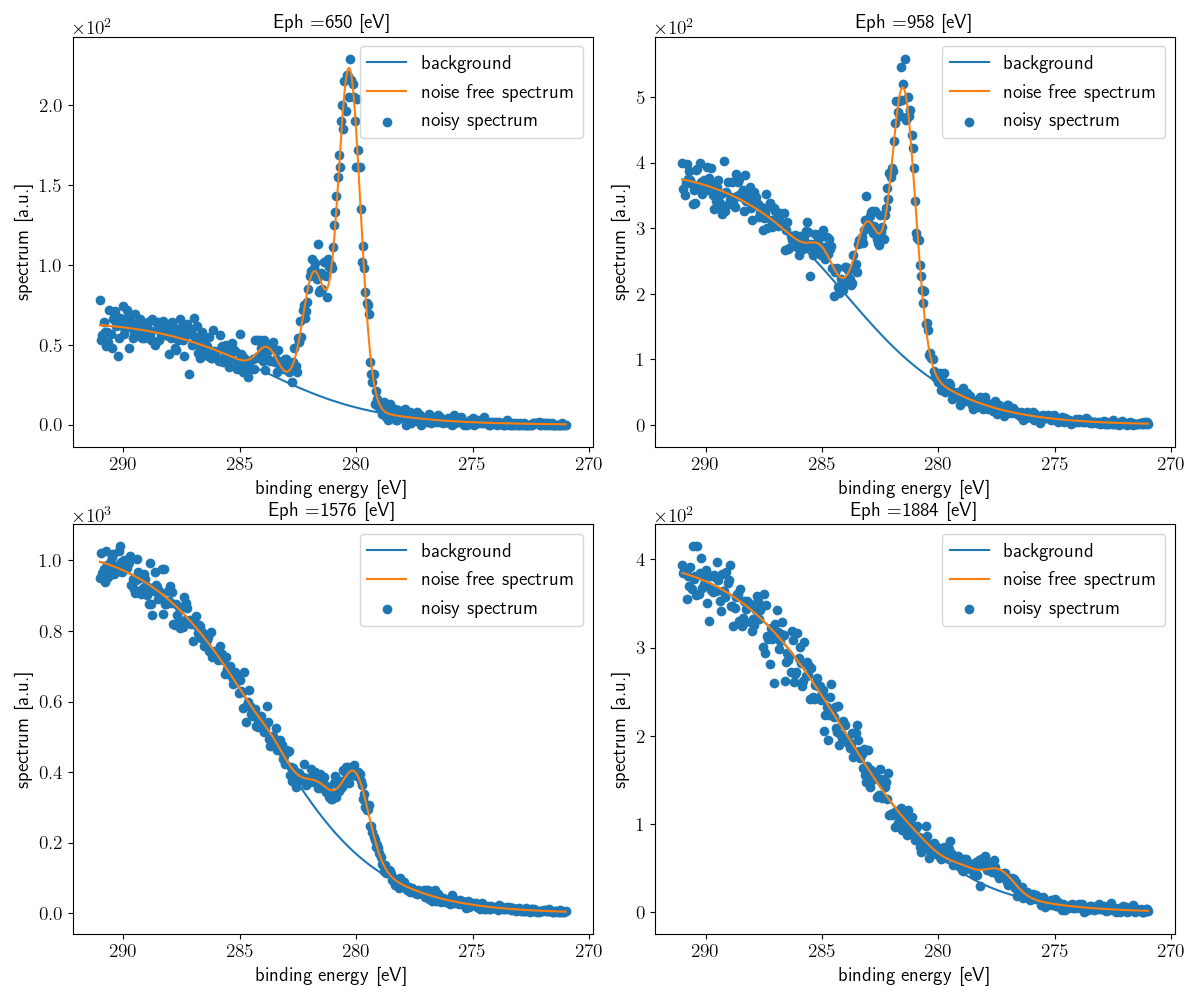 Eph =650 [eV]
×10²
2.0
1.5
1.0
0.5
0.0
spectrum [a.u.]
background
noise free spectrum
noisy spectrum
290 285 280 275 270
binding energy [eV]
Eph =958 [eV]
×10²
5
4
3
2
1
0
spectrum [a.u.]
background
noise free spectrum
noisy spectrum
290 285 280 275 270
binding energy [eV]
Eph =1576 [eV]
×10³
1.0
0.8
0.6
0.4
0.2
0.0
spectrum [a.u.]
background
noise free spectrum
noisy spectrum
290 285 280 275 270
binding energy [eV]
Eph =1884 [eV]
×10²
4
3
2
1
0
spectrum [a.u.]
background
noise free spectrum
noisy spectrum
290 285 280 275 270
binding energy [eV]